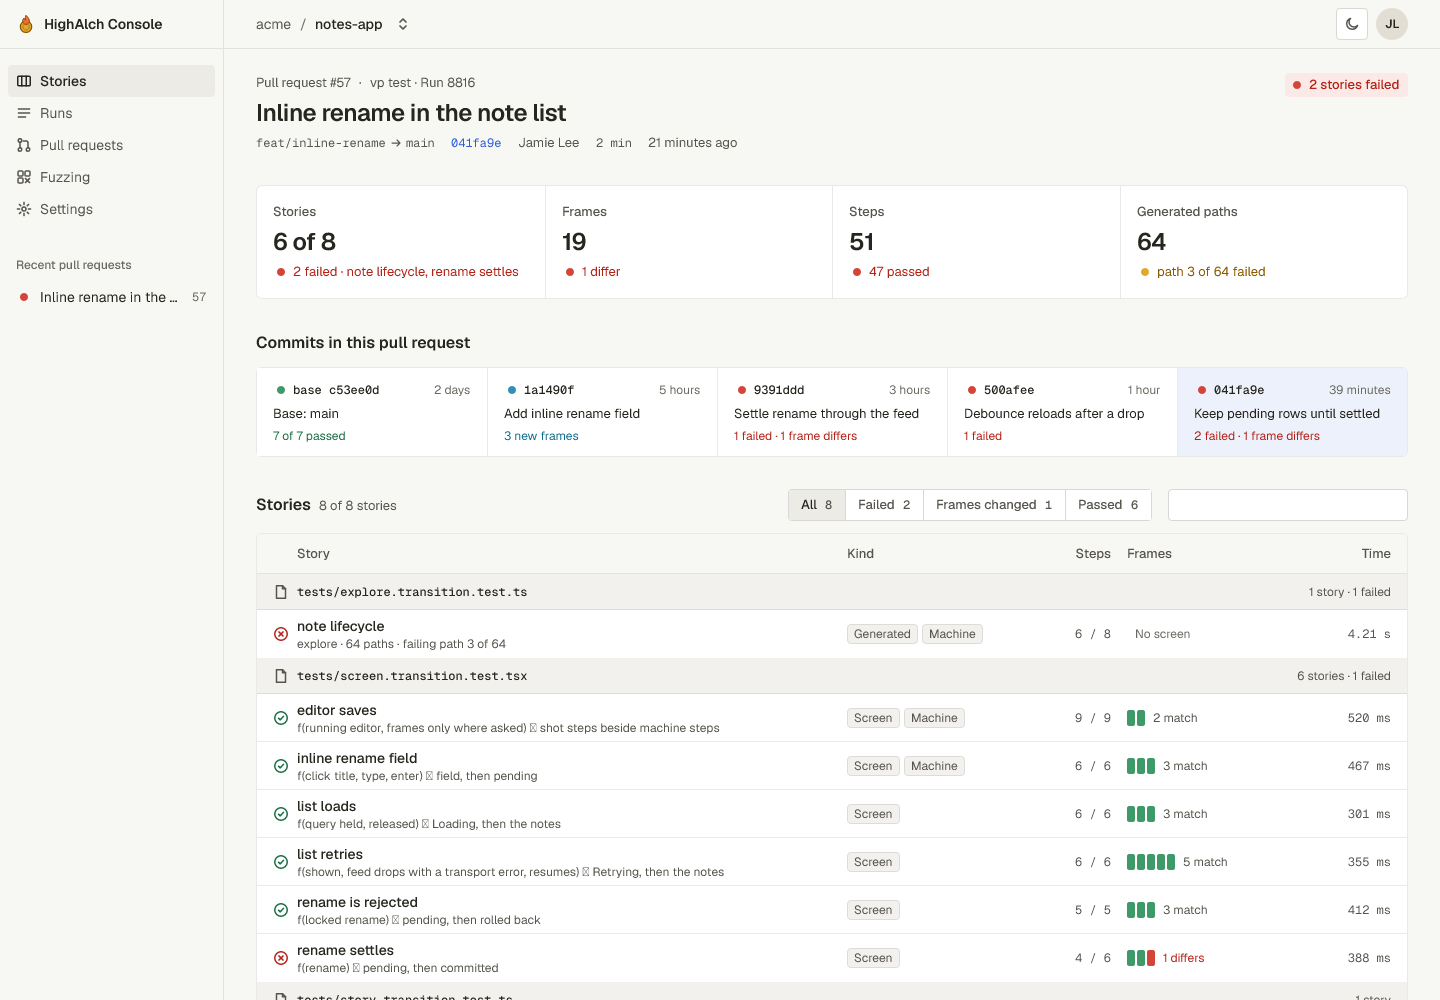 HighAlch Console
acme / notes-app
JL
Stories
Runs
Pull requests
Fuzzing
Settings
Recent pull requests
Inline rename in the ... 57
Pull request #57 · vp test · Run 8816
2 stories failed
Inline rename in the note list
feat/inline-rename → main 041fa9e Jamie Lee 2 min 21 minutes ago
Stories
6 of 8
2 failed · note lifecycle, rename settles
Frames
19
1 differ
Steps
51
47 passed
Generated paths
64
path 3 of 64 failed
Commits in this pull request
base c53ee0d 2 days
Base: main
7 of 7 passed
1a1490f 5 hours
Add inline rename field
3 new frames
9391ddd 3 hours
Settle rename through the feed
1 failed · 1 frame differs
500afee 1 hour
Debounce reloads after a drop
1 failed
041fa9e 39 minutes
Keep pending rows until settled
2 failed · 1 frame differs
Stories 8 of 8 stories
All 8 Failed 2 Frames changed 1 Passed 6
Story Kind Steps Frames Time
tests/explore.transition.test.ts 1 story · 1 failed
note lifecycle
explore · 64 paths · failing path 3 of 64
Generated Machine 6 / 8 No screen 4.21 s
tests/screen.transition.test.tsx 6 stories · 1 failed
editor saves
f(running editor, frames only where asked) shot steps beside machine steps
Screen Machine 9 / 9 2 match 520 ms
inline rename field
f(click title, type, enter) field, then pending
Screen Machine 6 / 6 3 match 467 ms
list loads
f(query held, released) Loading, then the notes
Screen 6 / 6 3 match 301 ms
list retries
f(shown, feed drops with a transport error, resumes) Retrying, then the notes
Screen 6 / 6 5 match 355 ms
rename is rejected
f(locked rename) pending, then rolled back
Screen 5 / 5 3 match 412 ms
rename settles
f(rename) pending, then committed
Screen 4 / 6 1 differs 388 ms
tests/story.transition.test.ts 1 story